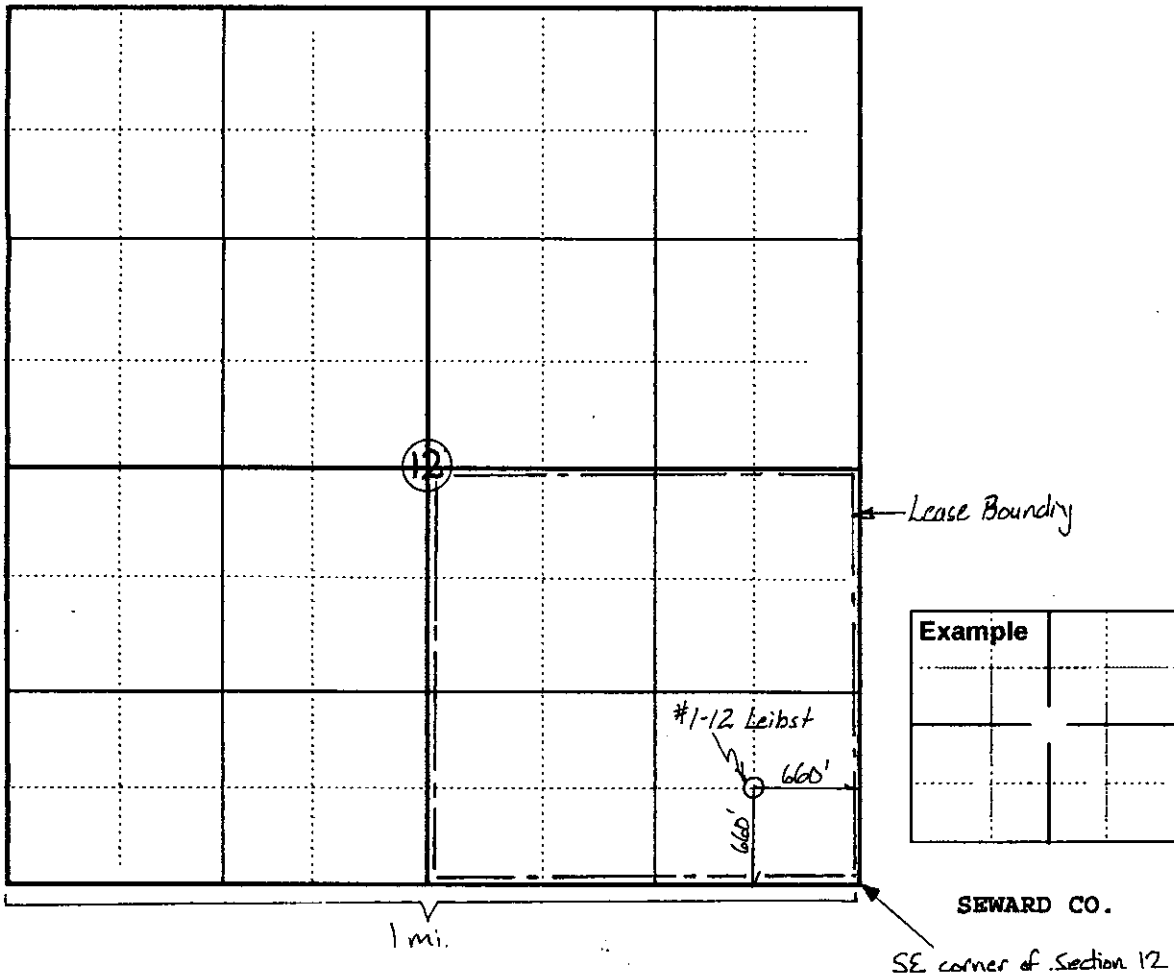 12
Lease Boundry
Example
#1-12 Leibst
660'
660'
SEWARD CO.
1 mi.
SE corner of Section 12